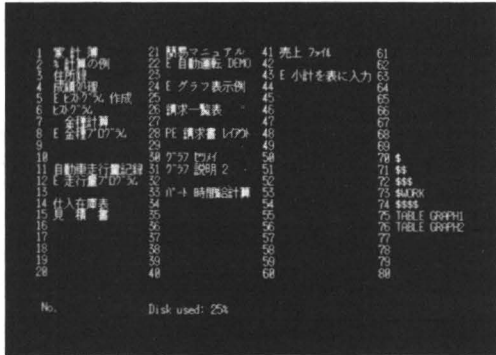 1 家 計 簿 21 簡易マニュアル 41 売上 ファイル 61
2 % 計算の例 22 E 自動運転 DEMO 42 62
3 住所録 23 43 E 小計を表に入力 63
4 成績処理 24 E グラフ表示例 44 64
5 E ヒストグラム 作成 25 45 65
6 ヒストグラム 26 請求一覧表 46 66
7 金種計算 27 47 67
8 E 金種プログラム 28 PE 請求書 レイアウト 48 68
9 29 49 69
10 30 グラフ セツメイ 50 70 $
11 自動車走行量記録 31 グラフ 説明 2 51 71 $$
12 E 走行量プログラム 32 52 72 $$$
13 33 パート 時間給計算 53 73 $WORK
14 仕入在庫表 34 54 74 $$$$
15 見 積 書 35 55 75 TABLE GRAPH1
16 36 56 76 TABLE GRAPH2
17 37 57 77
18 38 58 78
19 39 59 79
20 40 60 80
No. Disk used: 25%